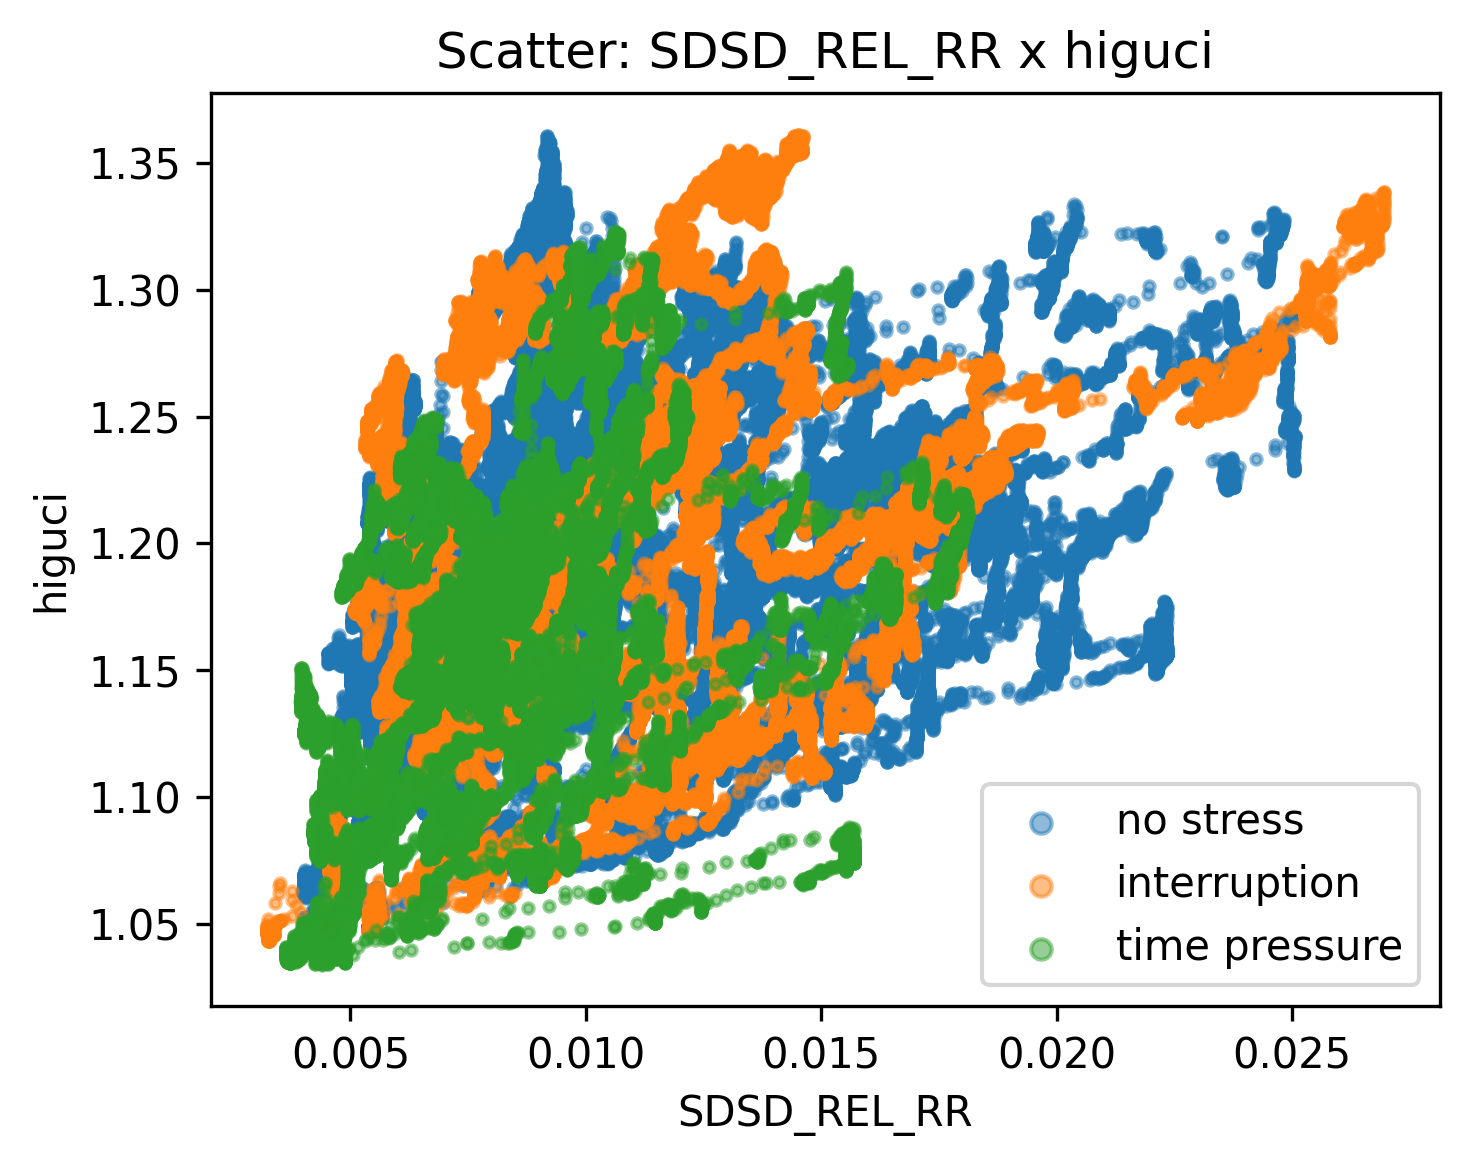 Scatter: SDSD_REL_RR x higuci
1.35
1.30
1.25
1.20
1.15
1.10
1.05
higuci
no stress
interruption
time pressure
0.005 0.010 0.015 0.020 0.025
SDSD_REL_RR